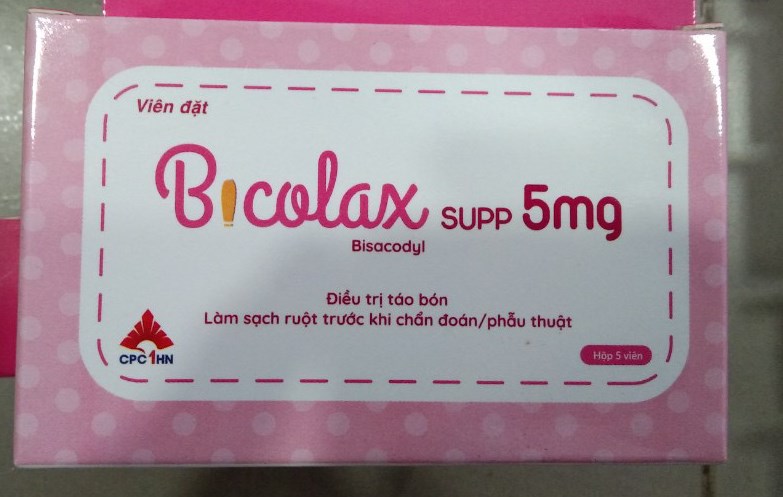 Viên đặt
Bicolax SUPP 5mg
Bisacodyl
Điều trị táo bón
Làm sạch ruột trước khi chẩn đoán/phẫu thuật
CPC1HN
Hộp 5 viên